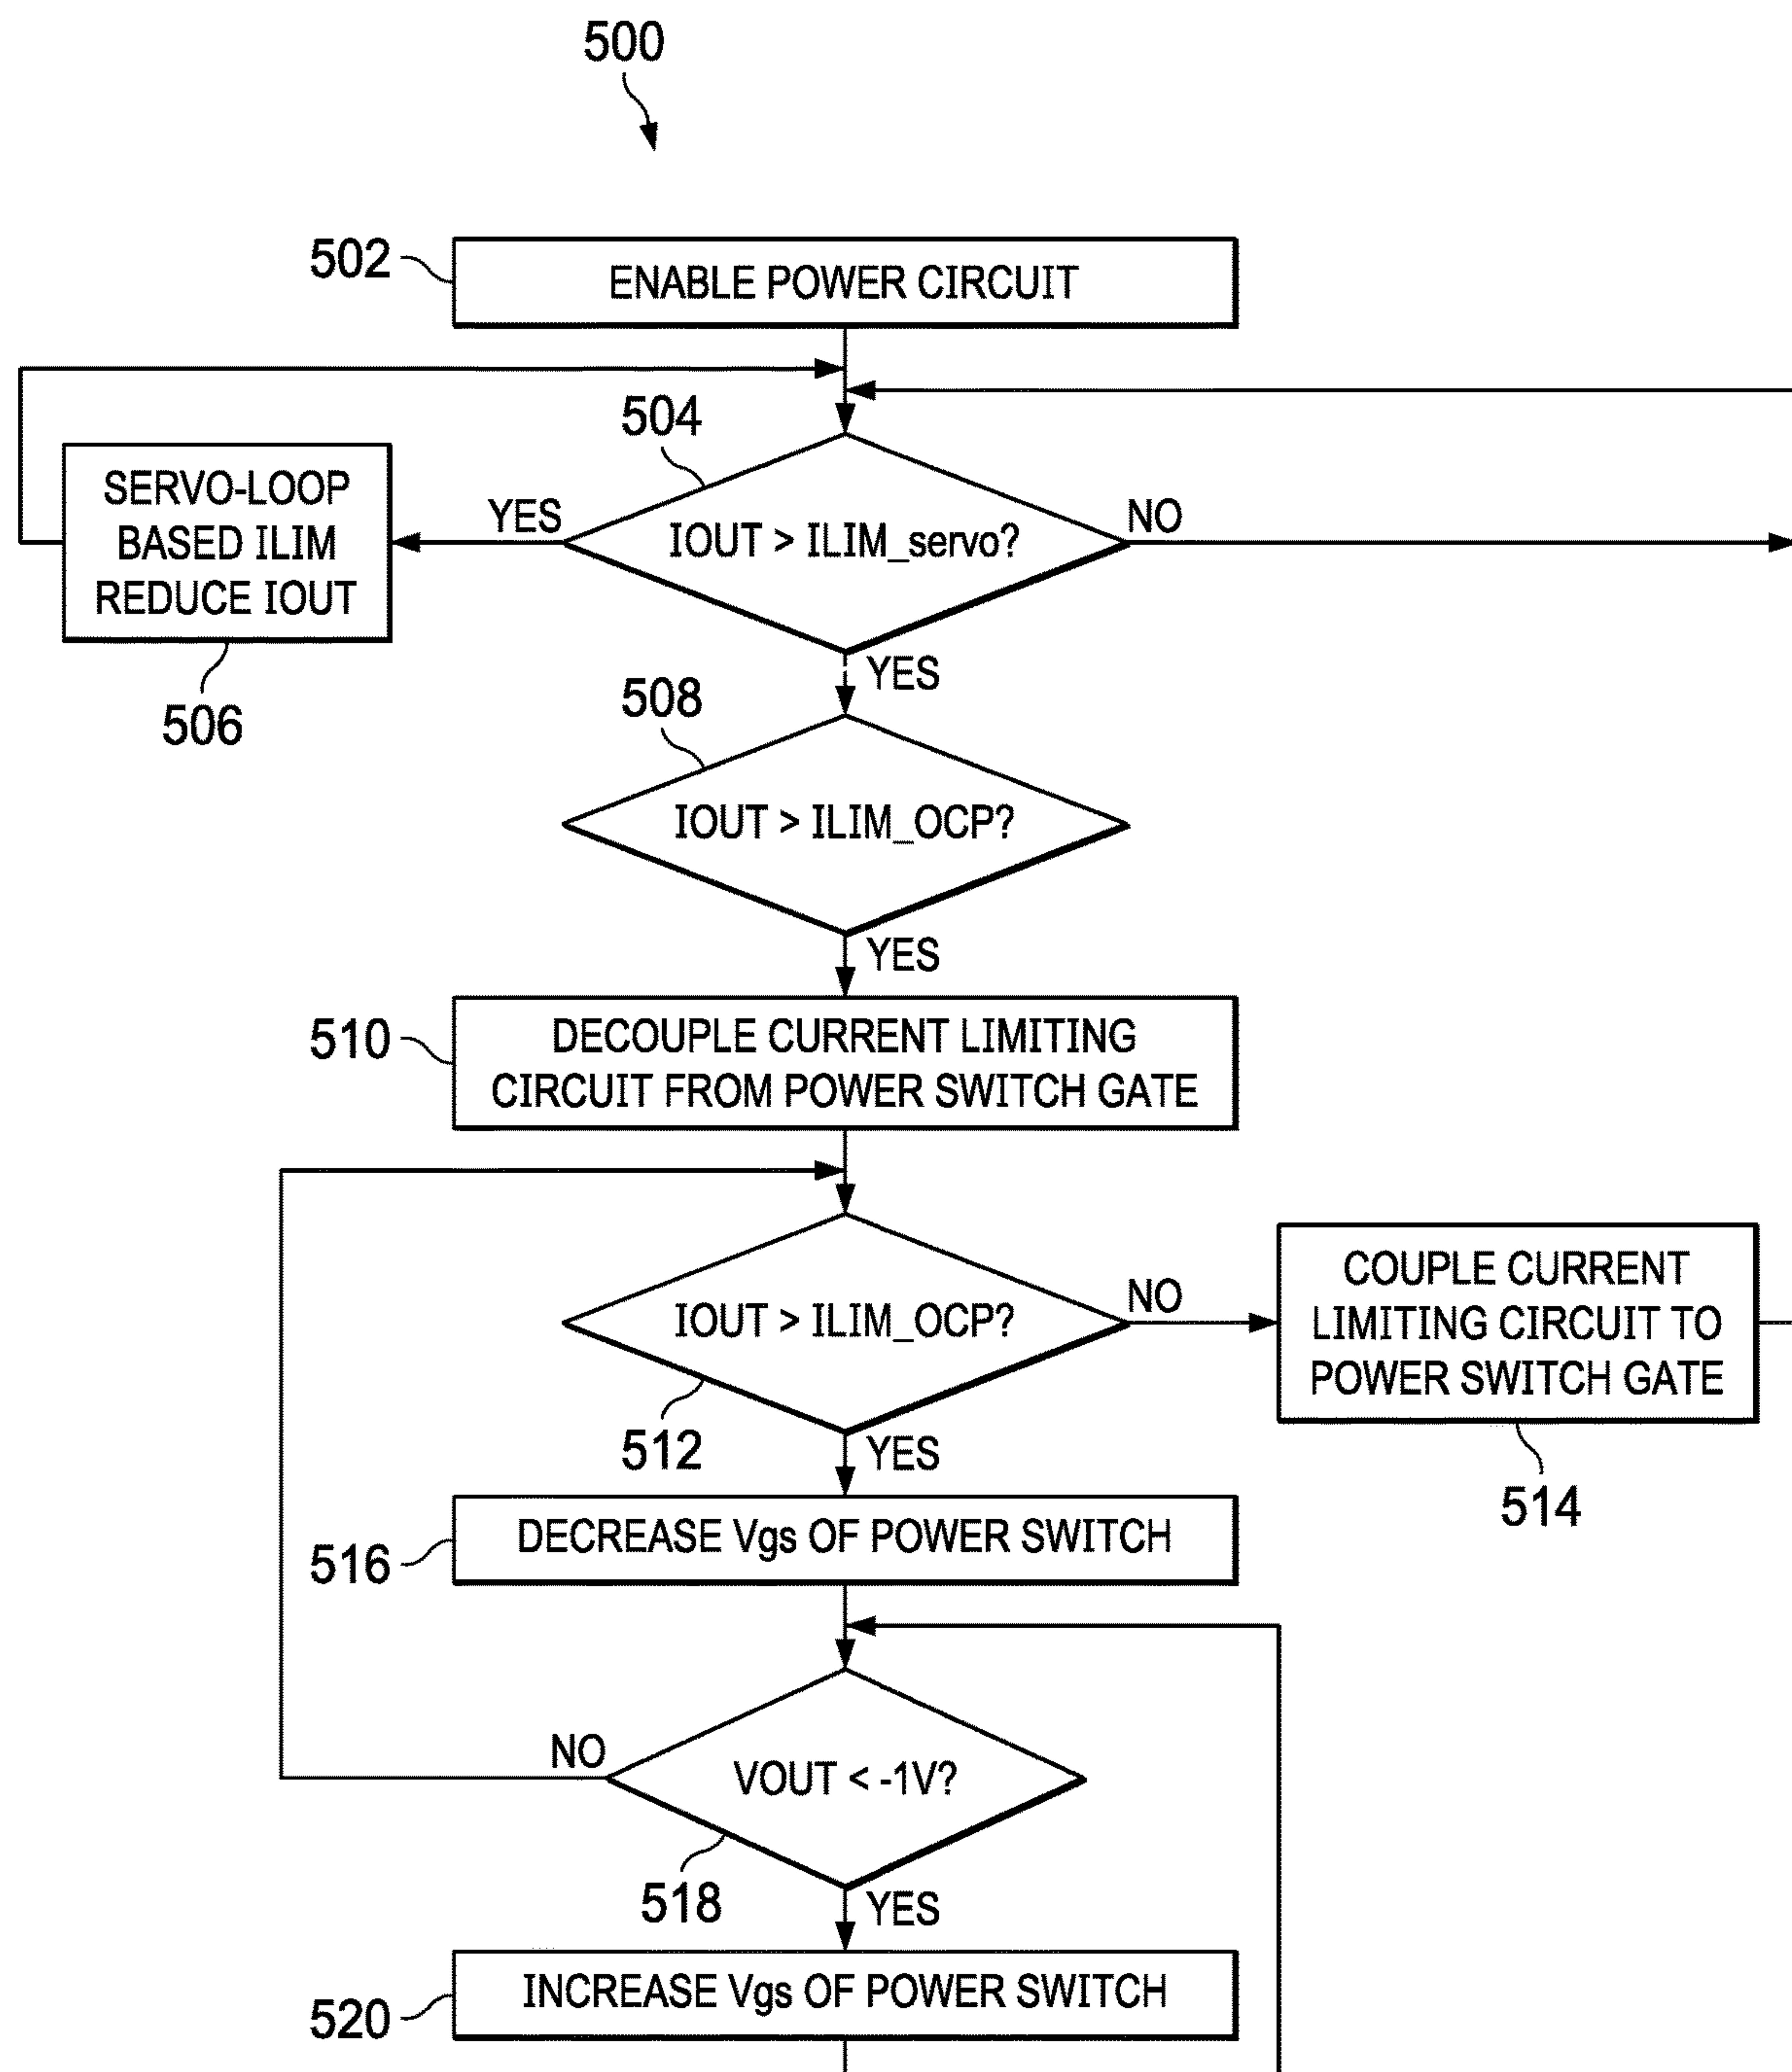 500
502
ENABLE POWER CIRCUIT
504
SERVO-LOOP
BASED ILIM
REDUCE IOUT
YES
IOUT > ILIM_servo?
NO
506
YES
508
IOUT > ILIM_OCP?
YES
510
DECOUPLE CURRENT LIMITING
CIRCUIT FROM POWER SWITCH GATE
IOUT > ILIM_OCP?
NO
COUPLE CURRENT
LIMITING CIRCUIT TO
POWER SWITCH GATE
512
YES
514
516
DECREASE Vgs OF POWER SWITCH
NO
VOUT < -1V?
518
YES
520
INCREASE Vgs OF POWER SWITCH